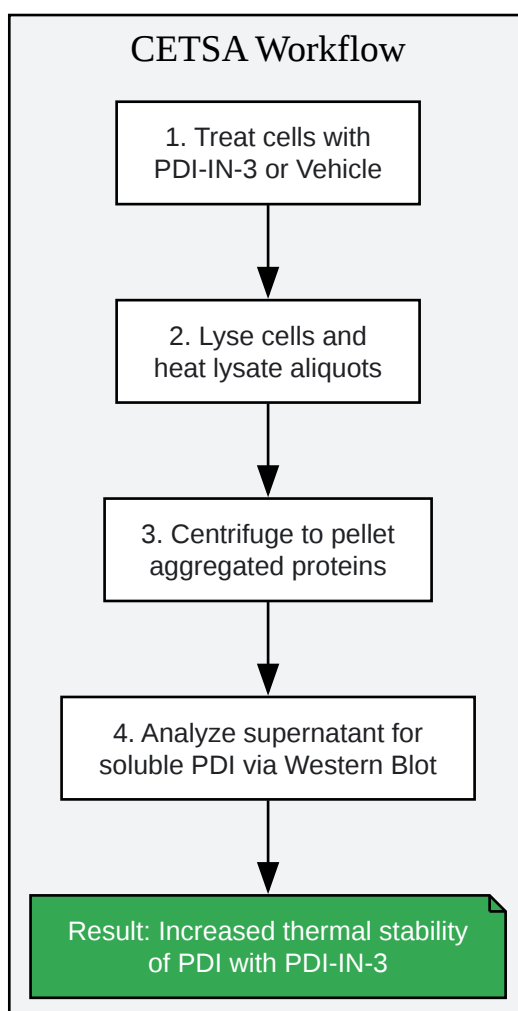 CETSA Workflow
1. Treat cells with
PDI-IN-3 or Vehicle
2. Lyse cells and
heat lysate aliquots
3. Centrifuge to pellet
aggregated proteins
4. Analyze supernatant for
soluble PDI via Western Blot
Result: Increased thermal stability
of PDI with PDI-IN-3